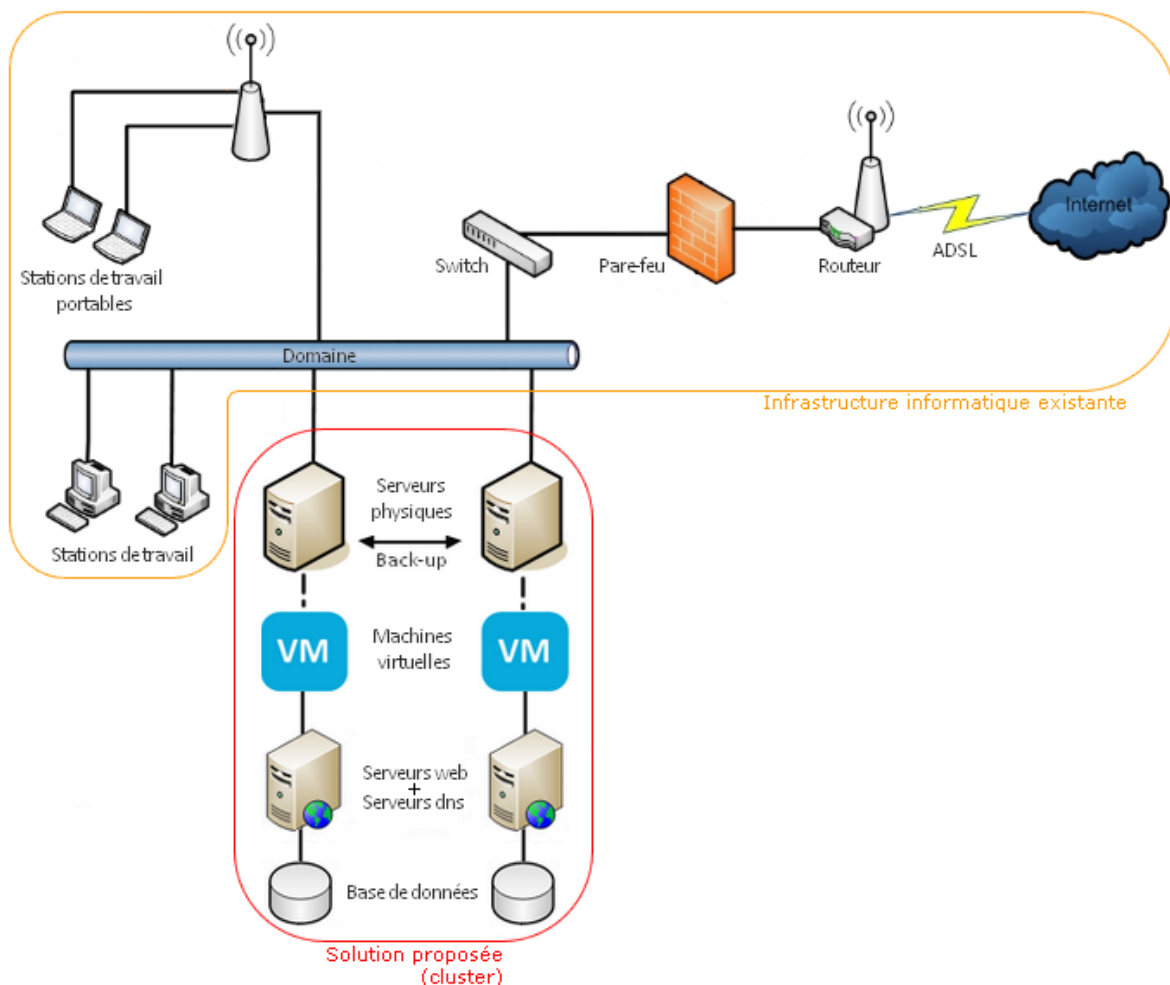 Internet
Switch
Pare-feu
Routeur
ADSL
Stations de travail
portables
Domaine
Infrastructure informatique existante
Serveurs
physiques
Back-up
Stations de travail
VM
Machines
virtuelles
VM
Serveurs web
+
Serveurs dns
Base de données
Solution proposée
(cluster)